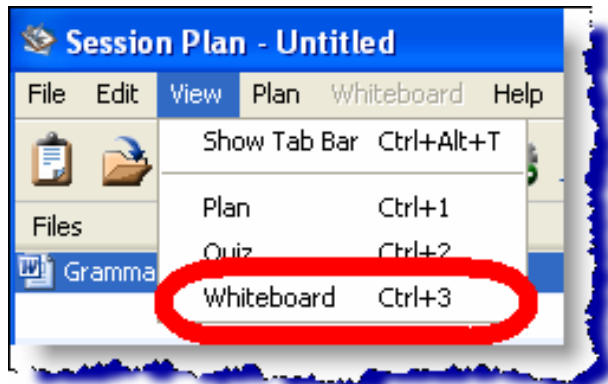 Session Plan - Untitled
File Edit View Plan Whiteboard Help
Show Tab Bar Ctrl+Alt+T
Plan Ctrl+1
Files
Quiz Ctrl+2
Gramma
Whiteboard Ctrl+3